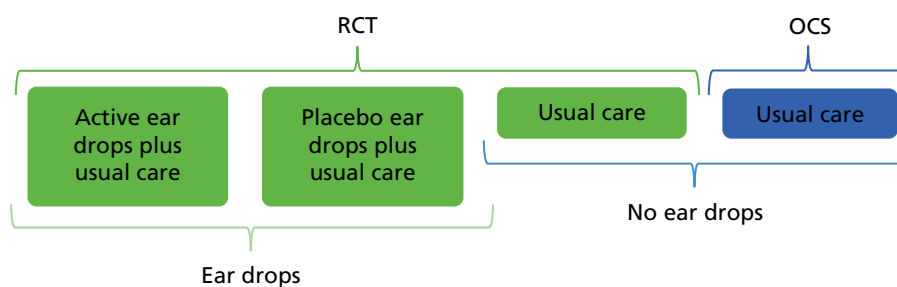 RCT
OCS
Active ear
drops plus
usual care
Placebo ear
drops plus
usual care
Usual care
Usual care
No ear drops
Ear drops